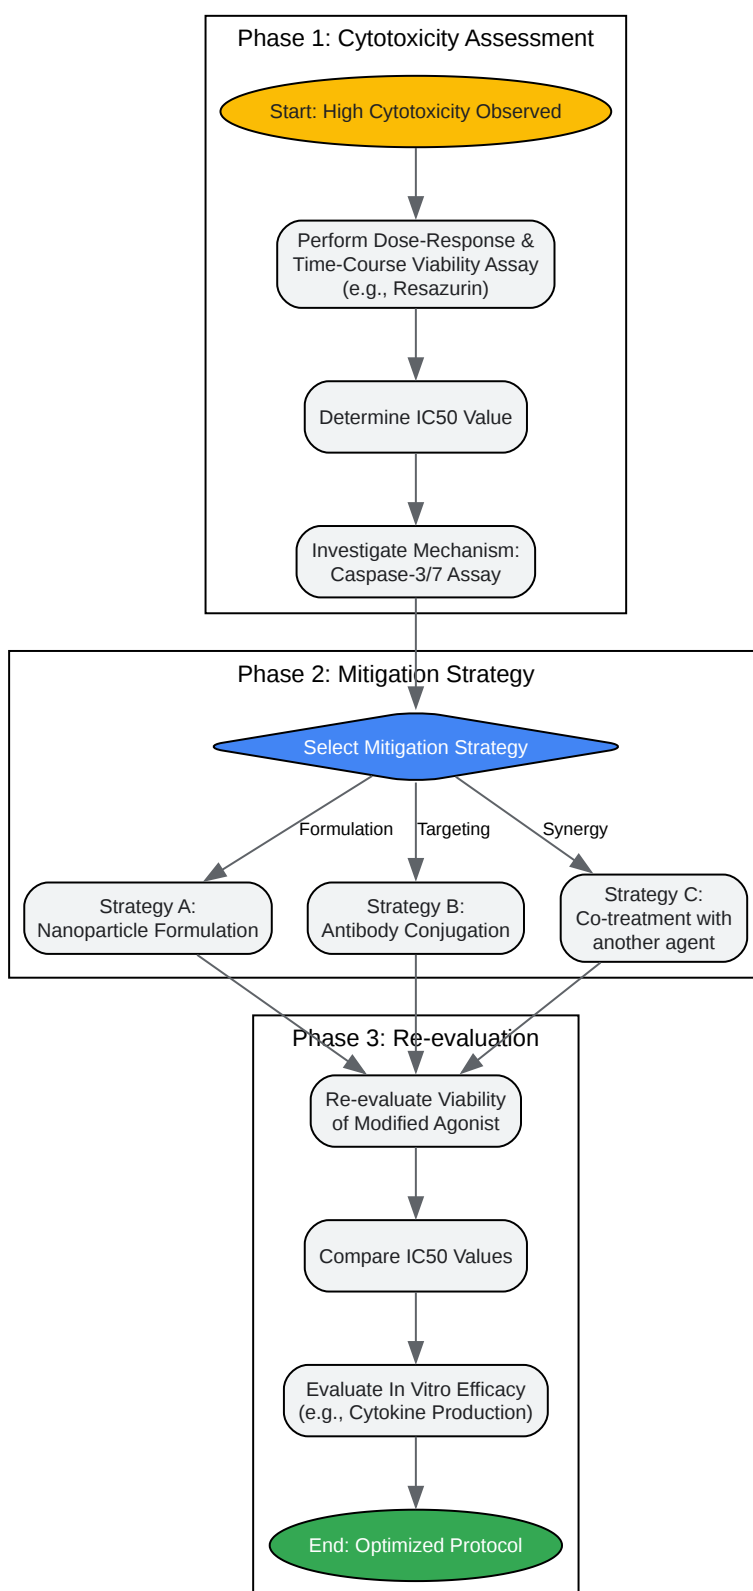 Phase 1: Cytotoxicity Assessment
Start: High Cytotoxicity Observed
Perform Dose-Response &
Time-Course Viability Assay
(e.g., Resazurin)
Determine IC50 Value
Investigate Mechanism:
Caspase-3/7 Assay
Phase 2: Mitigation Strategy
Select Mitigation Strategy
Formulation
Targeting
Synergy
Strategy A:
Nanoparticle Formulation
Strategy B:
Antibody Conjugation
Strategy C:
Co-treatment with
another agent
Phase 3: Re-evaluation
Re-evaluate Viability
of Modified Agonist
Compare IC50 Values
Evaluate In Vitro Efficacy
(e.g., Cytokine Production)
End: Optimized Protocol